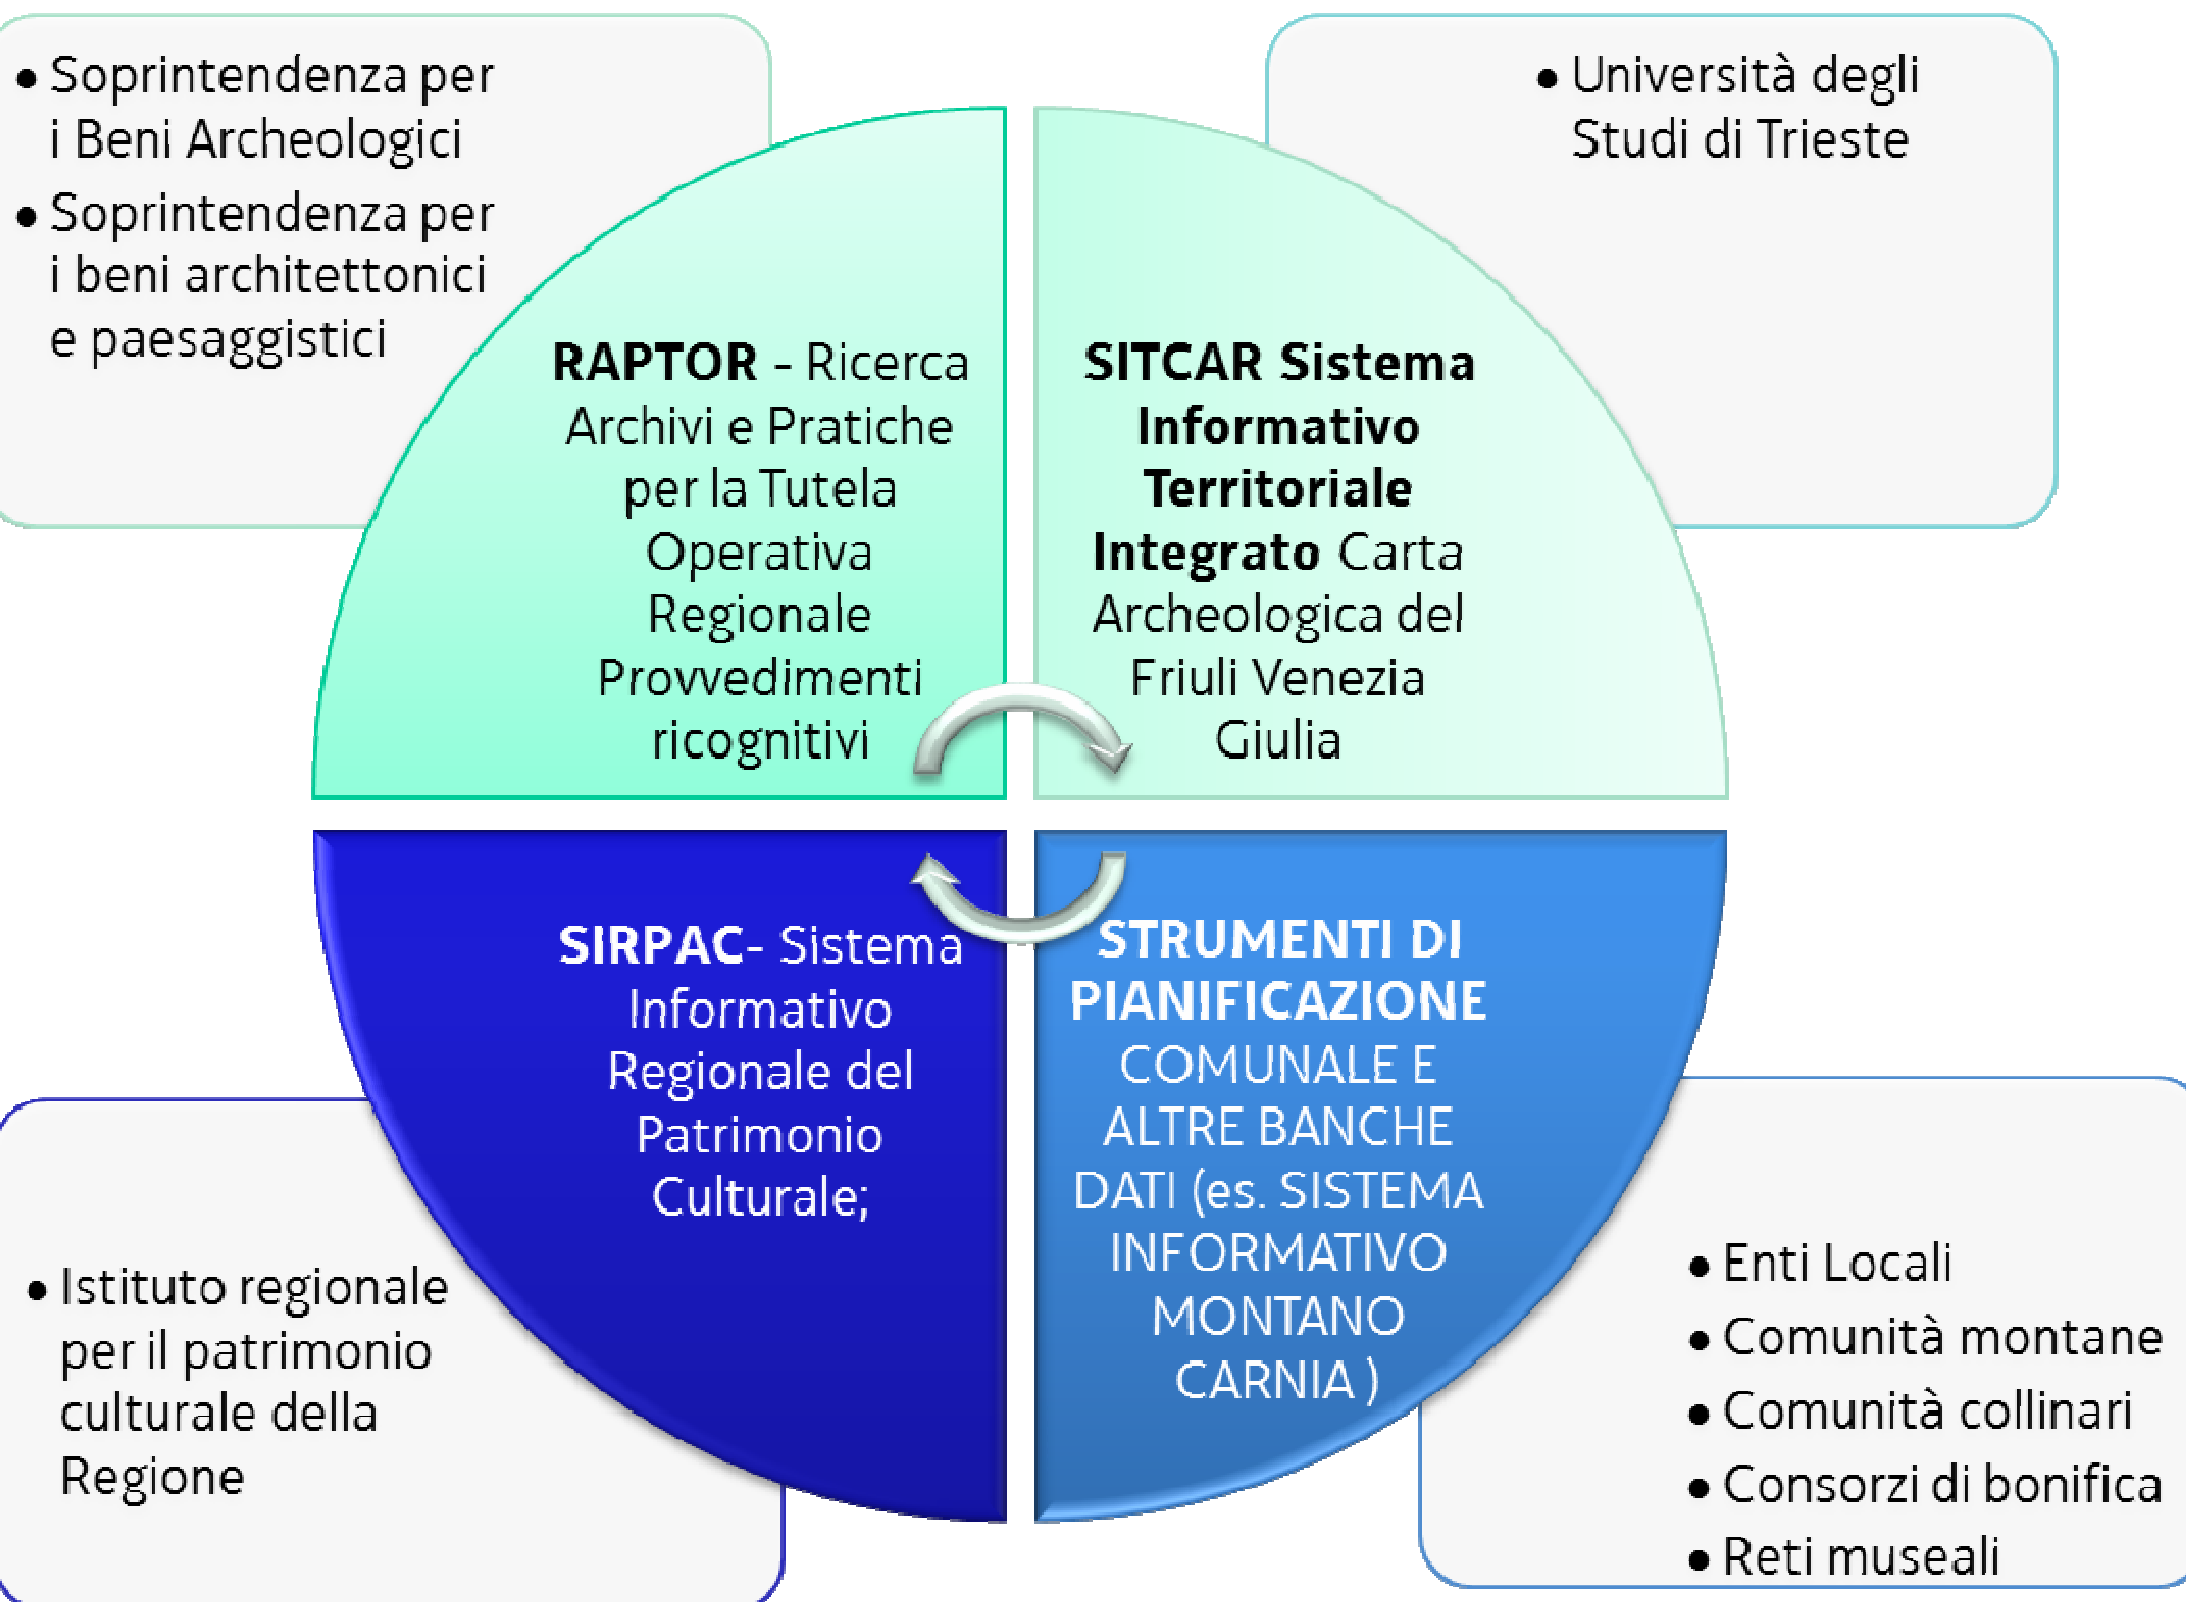 • Soprintendenza per
i Beni Archeologici
• Soprintendenza per
i beni architettonici
e paesaggistici
• Università degli
Studi di Trieste
RAPTOR - Ricerca
Archivi e Pratiche
per la Tutela
Operativa
Regionale
Provvedimenti
ricognitivi
SITCAR Sistema
Informativo
Territoriale
Integrato Carta
Archeologica del
Friuli Venezia
Giulia
SIRPAC- Sistema
Informativo
Regionale del
Patrimonio
Culturale;
STRUMENTI DI
PIANIFICAZIONE
COMUNALE E
ALTRE BANCHE
DATI (es. SISTEMA
INFORMATIVO
MONTANO
CARNIA )
• Istituto regionale
per il patrimonio
culturale della
Regione
• Enti Locali
• Comunità montane
• Comunità collinari
• Consorzi di bonifica
• Reti museali